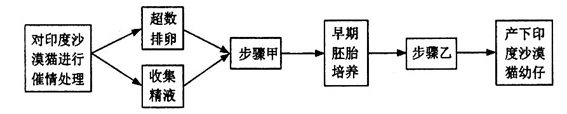 对印度沙
漠猫进行
催情处理
超数
排卵
收集
精液
步骤甲
早期
胚胎
培养
步骤乙
产下印
度沙漠
猫幼仔